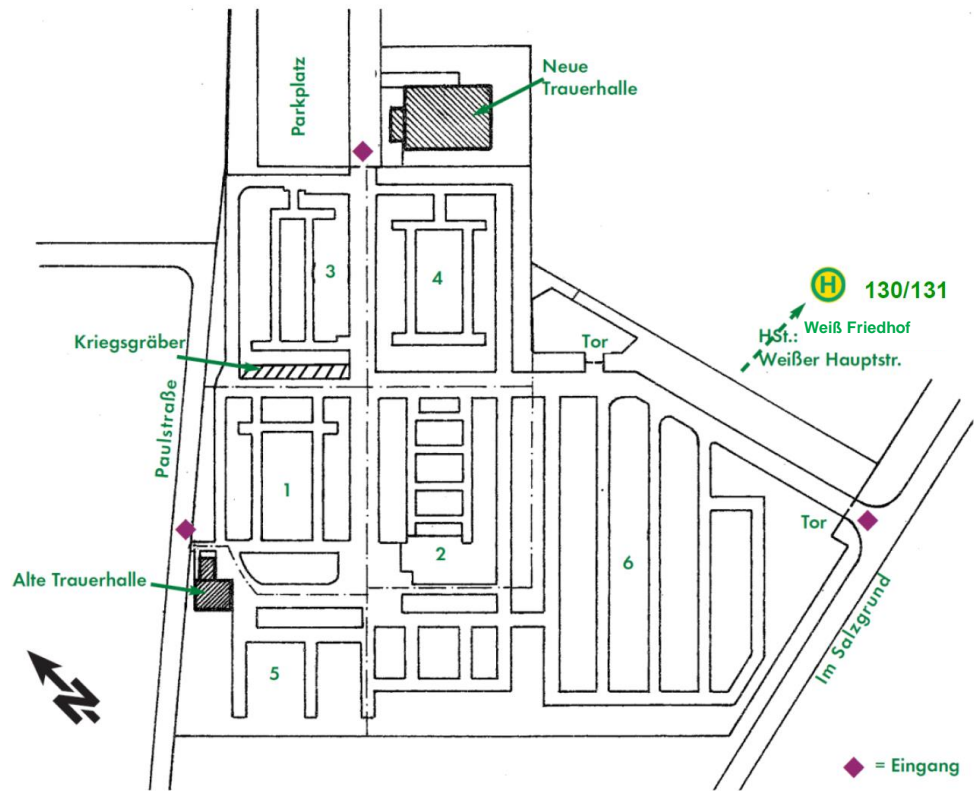 Neue
Trauerhalle
Parkplatz
3
4
H
130/131
Weiß Friedhof
HSt.:
Weißer Hauptstr.
Tor
Kriegsgräber
Paulstraße
1
2
6
Tor
Alte Trauerhalle
5
Im Salzgrund
N
= Eingang